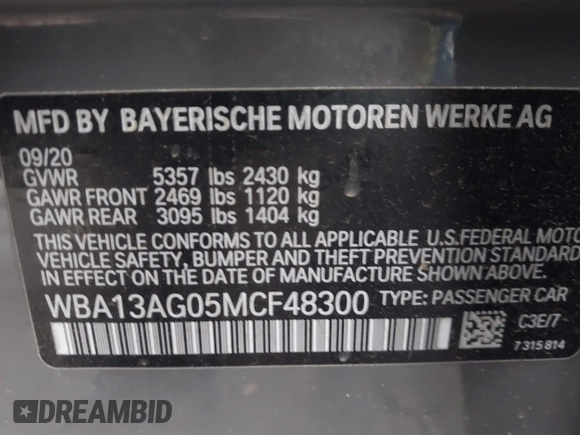 MFD BY BAYERISCHE MOTOREN WERKE AG
09/20
GVWR 5357 lbs 2430 kg
GAWR FRONT 2469 lbs 1120 kg
GAWR REAR 3095 lbs 1404 kg
THIS VEHICLE CONFORMS TO ALL APPLICABLE U.S.FEDERAL MOTO
VEHICLE SAFETY, BUMPER AND THEFT PREVENTION STANDARD
IN EFFECT ON THE DATE OF MANUFACTURE SHOWN ABOVE.
WBA13AG05MCF48300 TYPE: PASSENGER CAR
C3E/7
7315814
DREAMBID